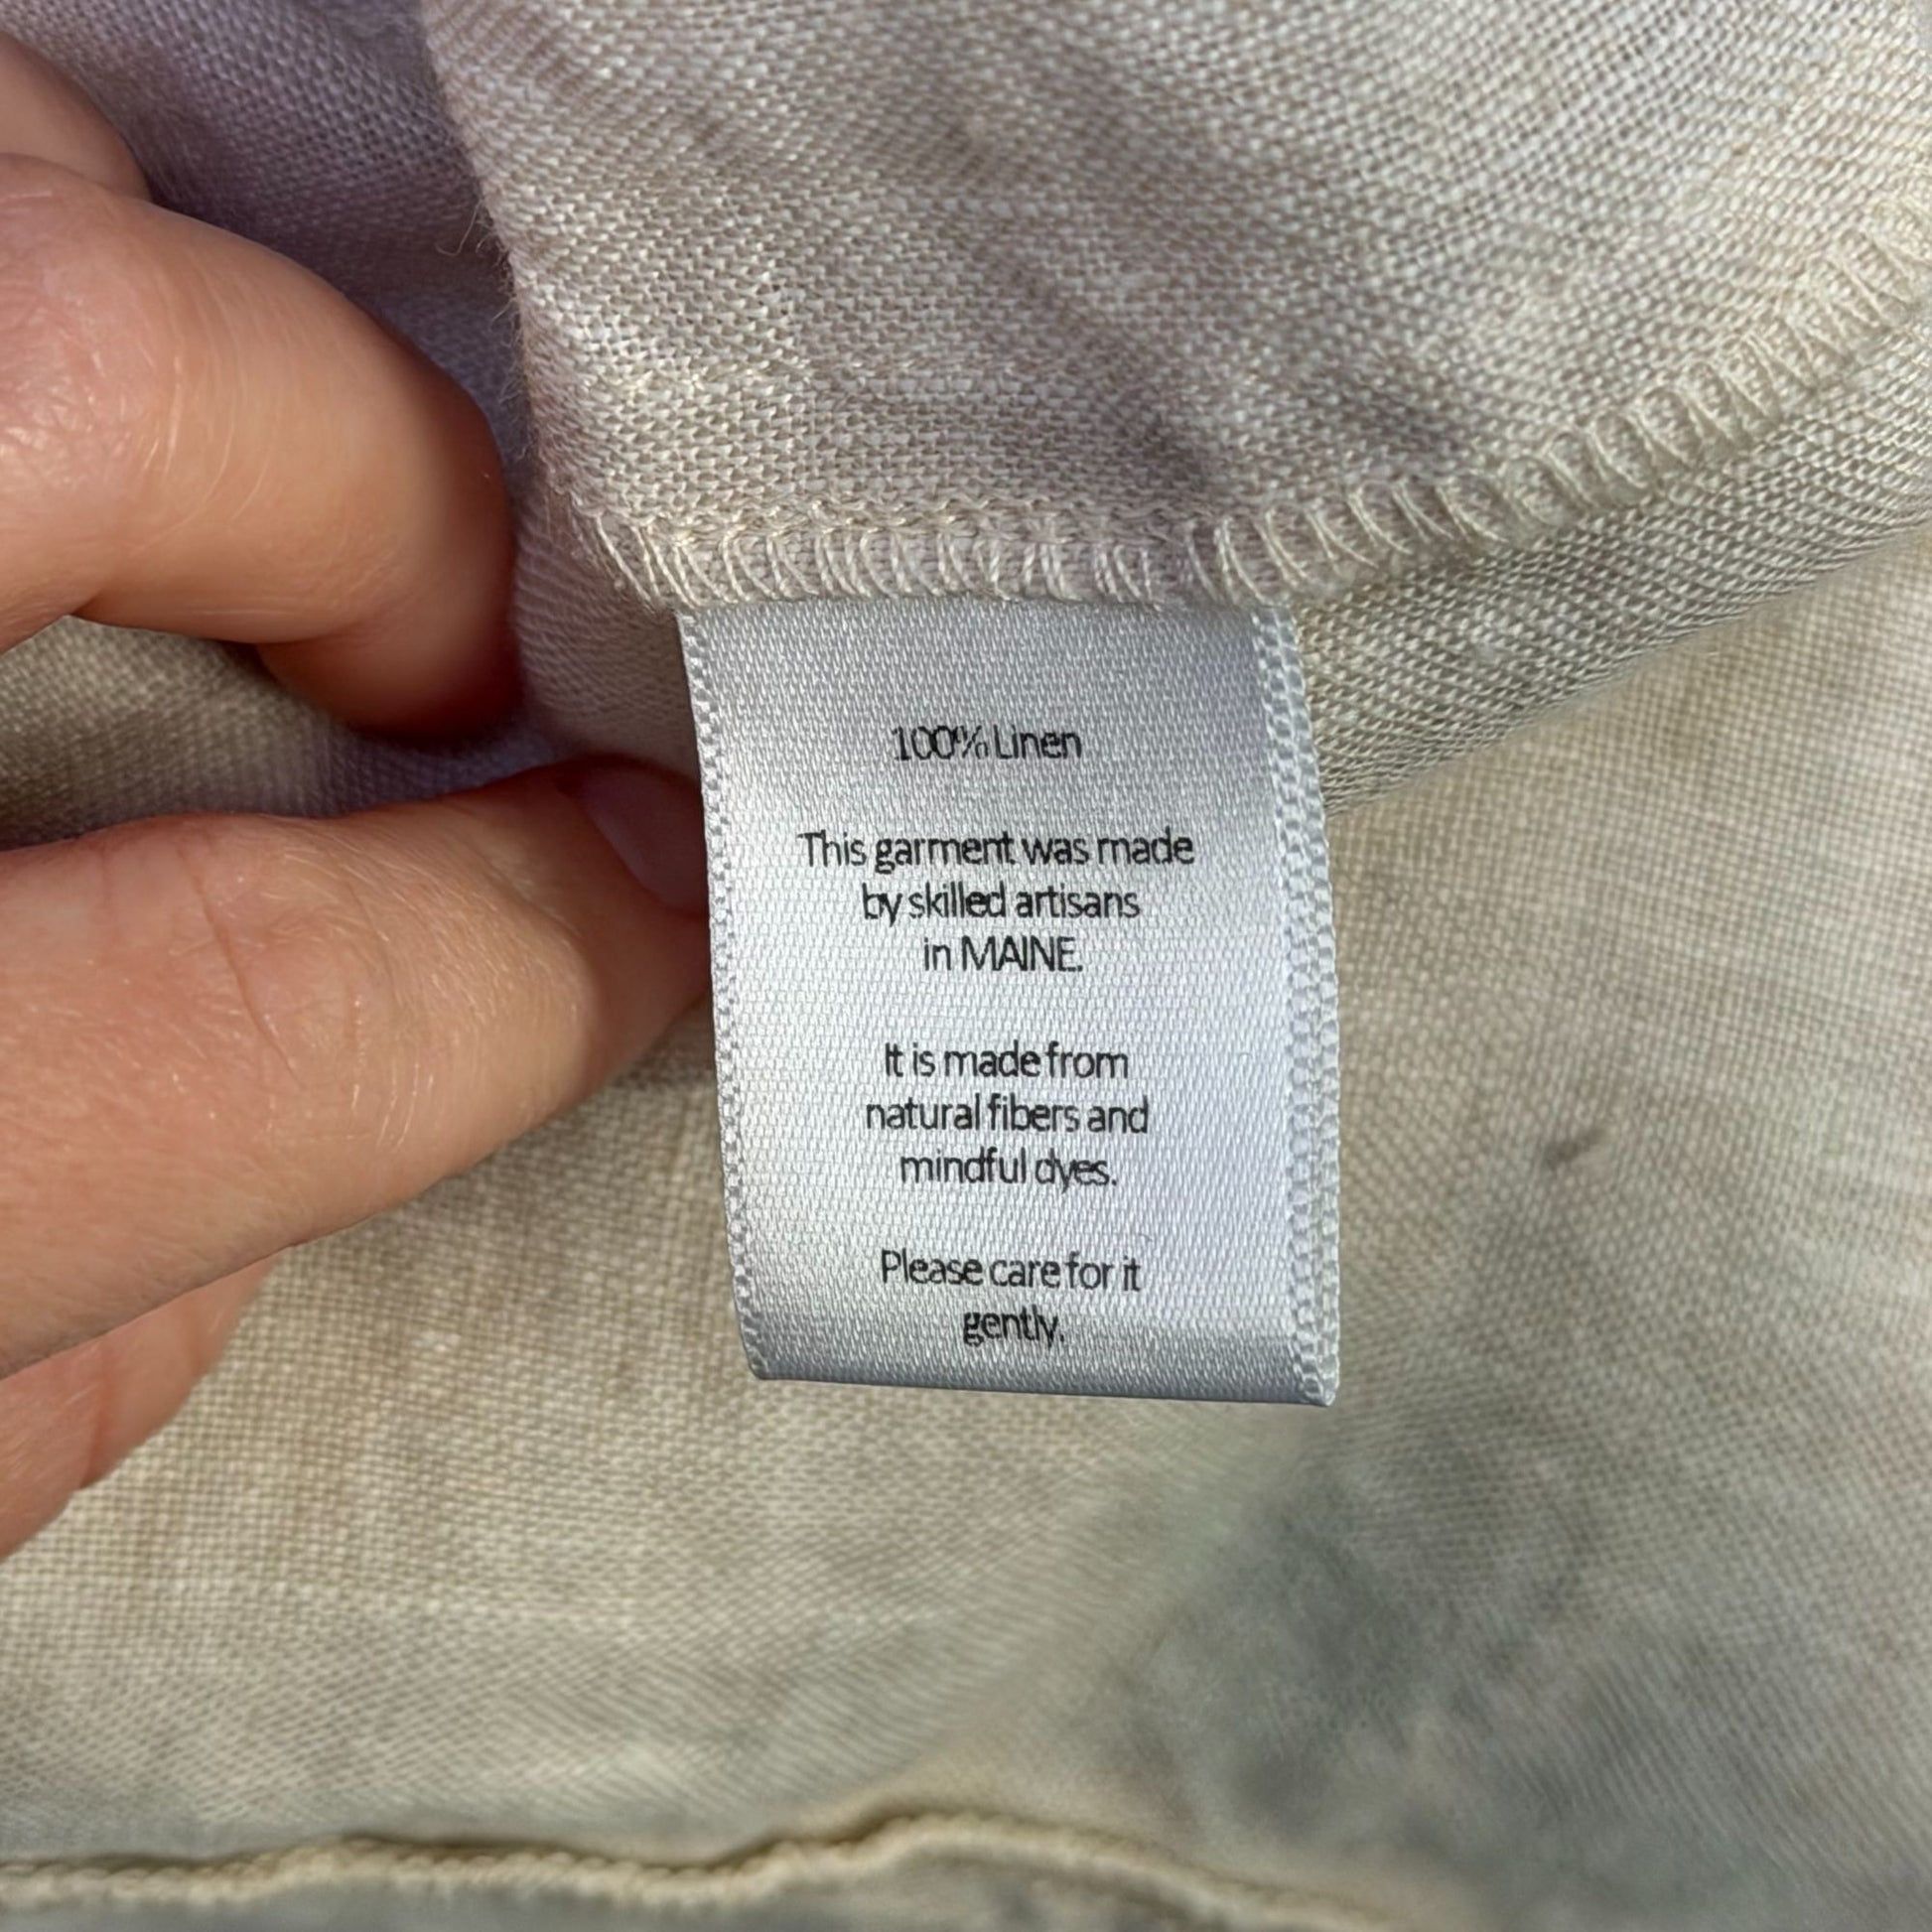 100% Linen
This garment was made
by skilled artisans
in MAINE.
It is made from
natural fibers and
mindful dyes.
Please care for it
gently.